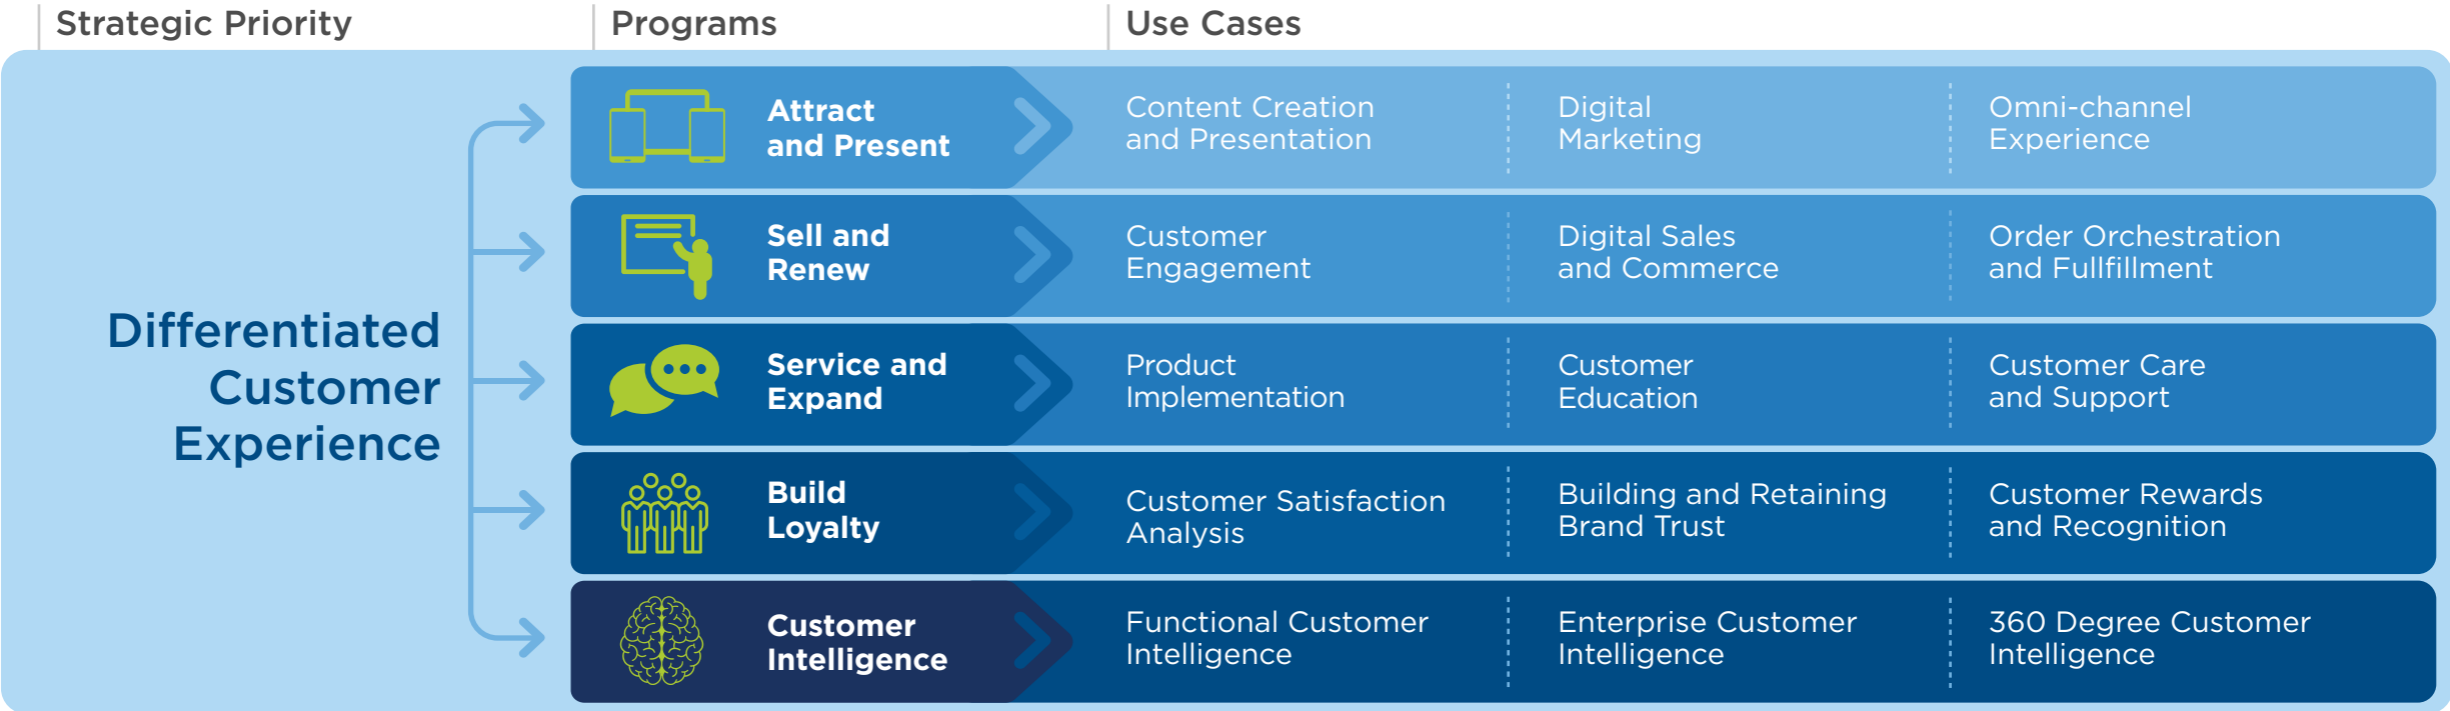 Strategic Priority
Programs
Use Cases
Differentiated
Customer
Experience
Attract
and Present
Content Creation
and Presentation
Digital
Marketing
Omni-channel
Experience
Sell and
Renew
Customer
Engagement
Digital Sales
and Commerce
Order Orchestration
and Fullfillment
Service and
Expand
Product
Implementation
Customer
Education
Customer Care
and Support
Build
Loyalty
Customer Satisfaction
Analysis
Building and Retaining
Brand Trust
Customer Rewards
and Recognition
Customer
Intelligence
Functional Customer
Intelligence
Enterprise Customer
Intelligence
360 Degree Customer
Intelligence